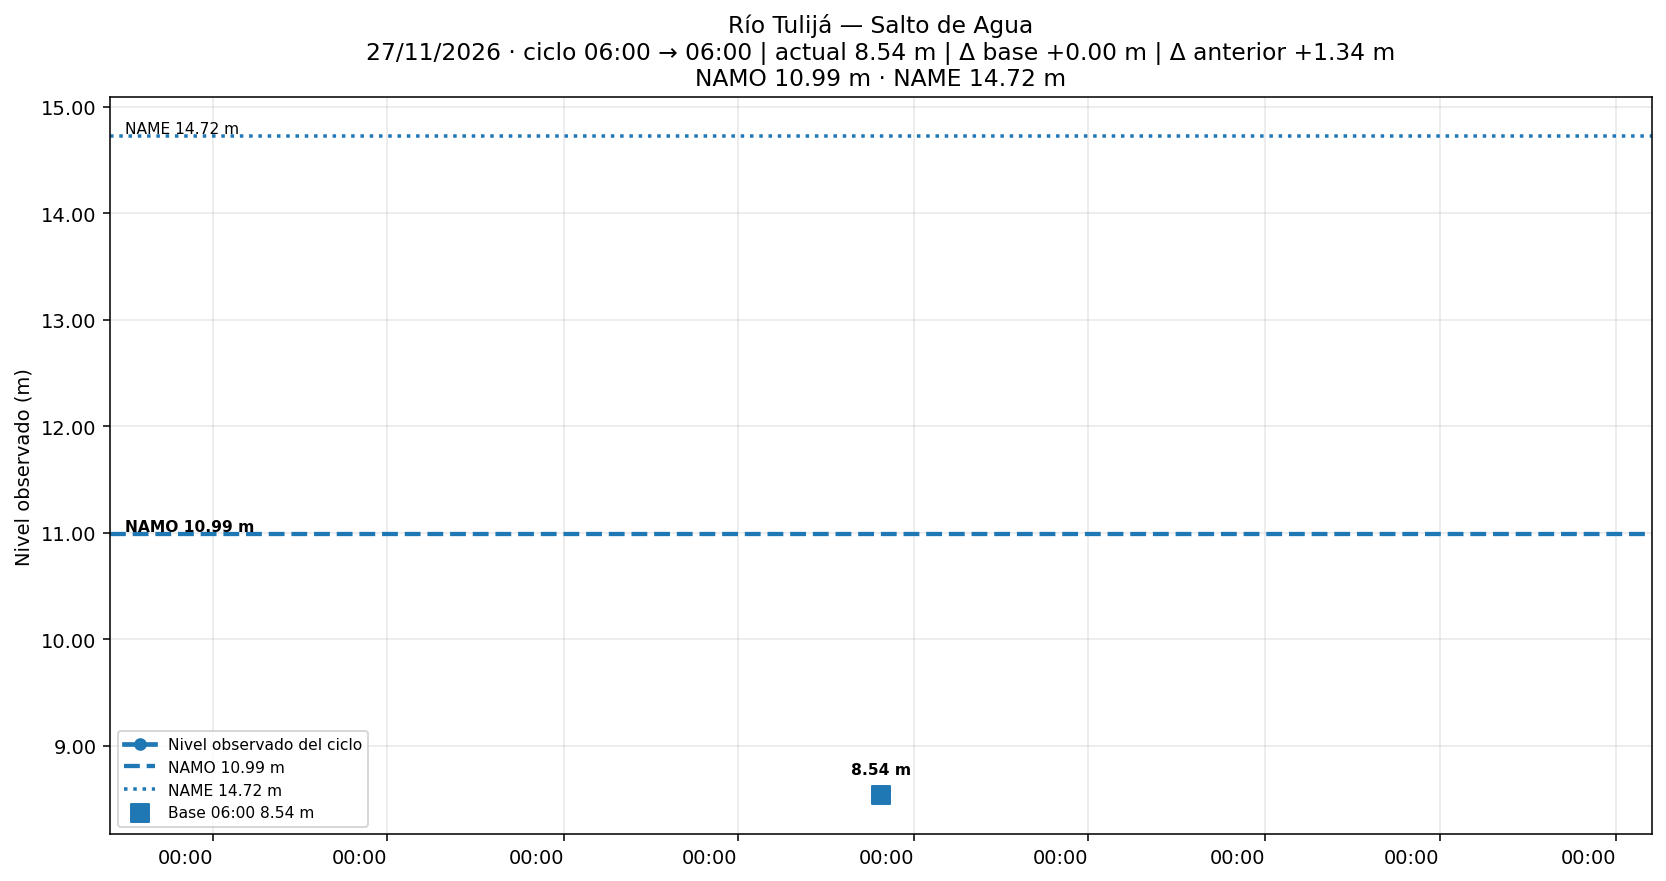 Río Tulijá — Salto de Agua
27/11/2026 · ciclo 06:00 → 06:00 | actual 8.54 m | Δ base +0.00 m | Δ anterior +1.34 m
NAMO 10.99 m · NAME 14.72 m
Nivel observado (m)
15.00
14.00
13.00
12.00
11.00
10.00
9.00
NAME 14.72 m
NAMO 10.99 m
8.54 m
Nivel observado del ciclo
NAMO 10.99 m
NAME 14.72 m
Base 06:00 8.54 m
00:00 00:00 00:00 00:00 00:00 00:00 00:00 00:00 00:00